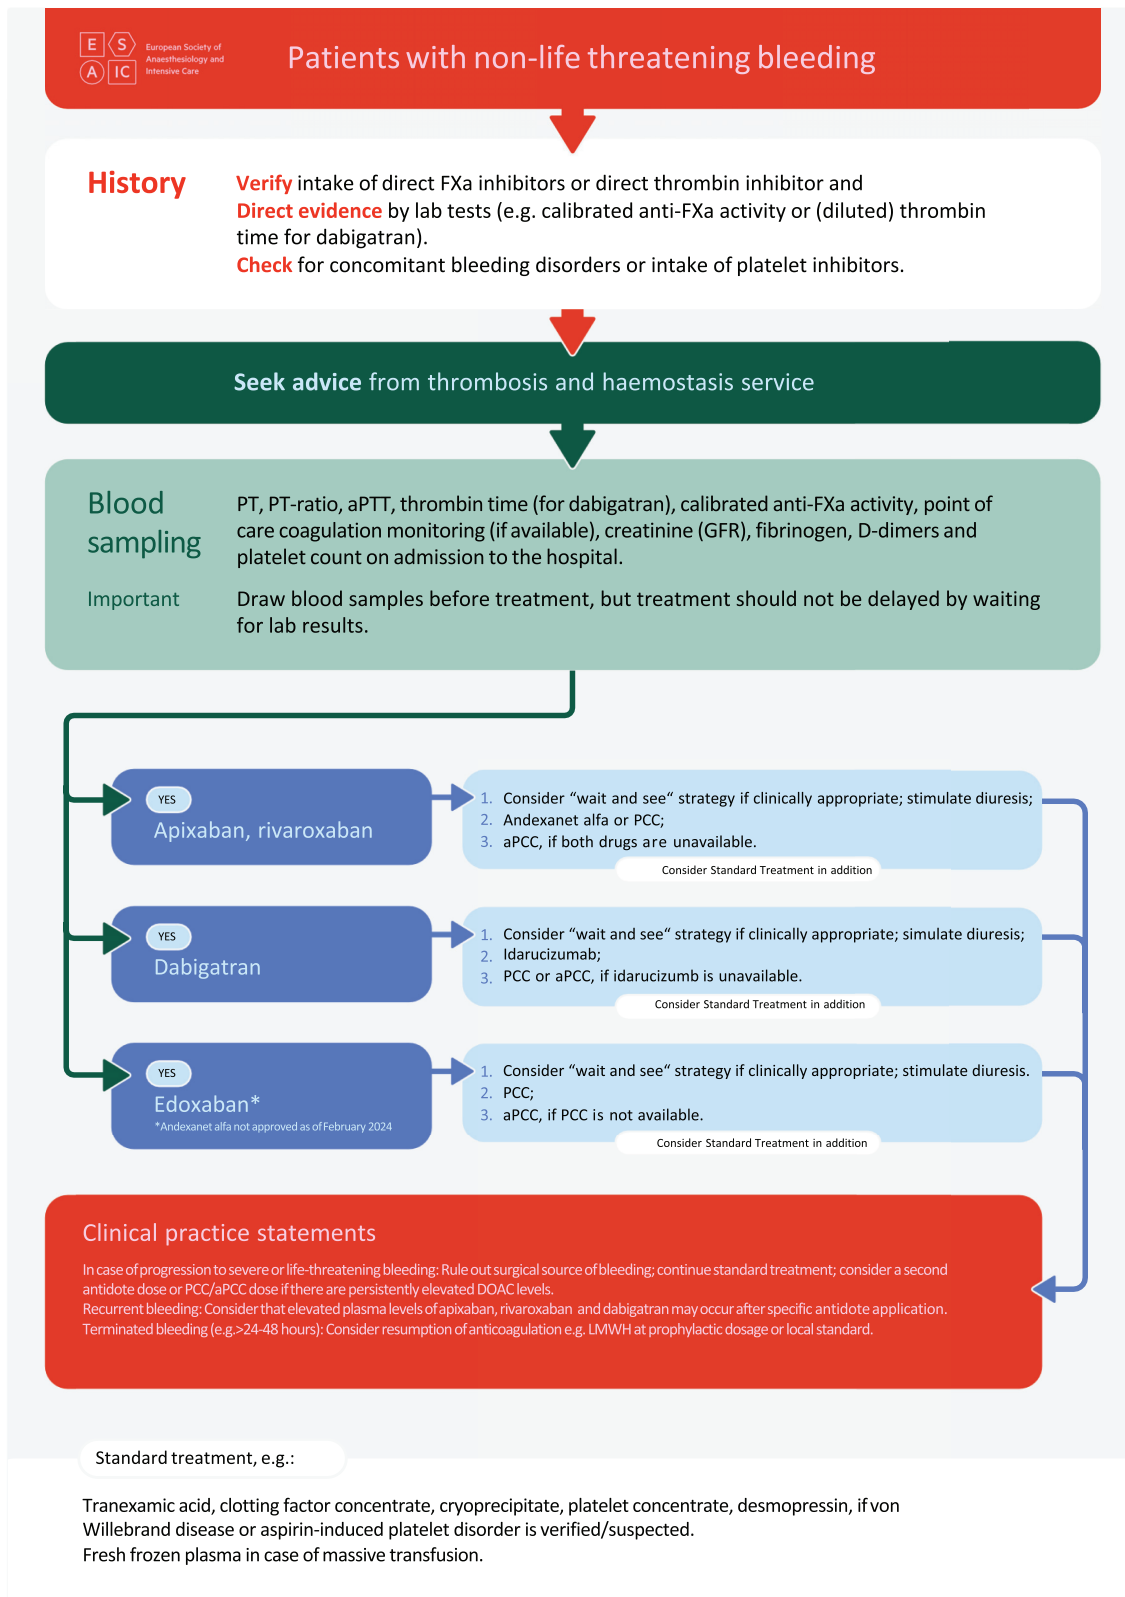 E S
A IC
European Society of
Anaesthesiology and
Intensive Care
Patients with non-life threatening bleeding
History
Verify intake of direct FXa inhibitors or direct thrombin inhibitor and
Direct evidence by lab tests (e.g. calibrated anti-FXa activity or (diluted) thrombin
time for dabigatran).
Check for concomitant bleeding disorders or intake of platelet inhibitors.
Seek advice from thrombosis and haemostasis service
Blood
sampling
PT, PT-ratio, aPTT, thrombin time (for dabigatran), calibrated anti-FXa activity, point of
care coagulation monitoring (if available), creatinine (GFR), fibrinogen, D-dimers and
platelet count on admission to the hospital.
Important
Draw blood samples before treatment, but treatment should not be delayed by waiting
for lab results.
YES
Apixaban, rivaroxaban
1. Consider “wait and see“ strategy if clinically appropriate; stimulate diuresis;
2. Andexanet alfa or PCC;
3. aPCC, if both drugs are unavailable.
Consider Standard Treatment in addition
YES
Dabigatran
1. Consider “wait and see“ strategy if clinically appropriate; simulate diuresis;
2. Idarucizumab;
3. PCC or aPCC, if idarucizumb is unavailable.
Consider Standard Treatment in addition
YES
Edoxaban*
*Andexanet alfa not approved as of February 2024
1. Consider “wait and see“ strategy if clinically appropriate; stimulate diuresis.
2. PCC;
3. aPCC, if PCC is not available.
Consider Standard Treatment in addition
Clinical practice statements
In case of progression to severe or life-threatening bleeding: Rule out surgical source of bleeding; continue standard treatment; consider a second
antidote dose or PCC/aPCC dose if there are persistently elevated DOAC levels.
Recurrent bleeding: Consider that elevated plasma levels of apixaban, rivaroxaban and dabigatran may occur after specific antidote application.
Terminated bleeding (e.g.>24-48 hours): Consider resumption of anticoagulation e.g. LMWH at prophylactic dosage or local standard.
Standard treatment, e.g.:
Tranexamic acid, clotting factor concentrate, cryoprecipitate, platelet concentrate, desmopressin, if von
Willebrand disease or aspirin-induced platelet disorder is verified/suspected.
Fresh frozen plasma in case of massive transfusion.